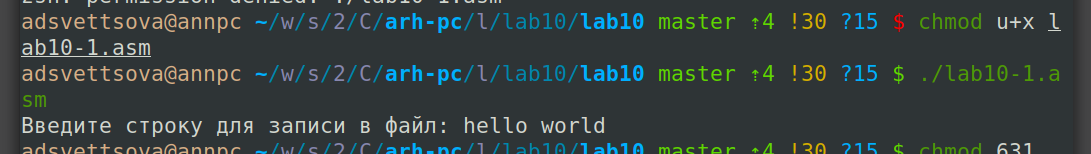 zsh: permission denied: ./lab10-1.asm
adsvettsova@annpc ~/w/s/2/C/arh-pc/l/lab10/lab10 master ⇡4 !30 ?15 $ chmod u+x l
ab10-1.asm
adsvettsova@annpc ~/w/s/2/C/arh-pc/l/lab10/lab10 master ⇡4 !30 ?15 $ ./lab10-1.a
sm
Введите строку для записи в файл: hello world
adsvettsova@annpc ~/w/s/2/C/arh-pc/l/lab10/lab10 master ⇡4 !30 ?15 $ chmod 631